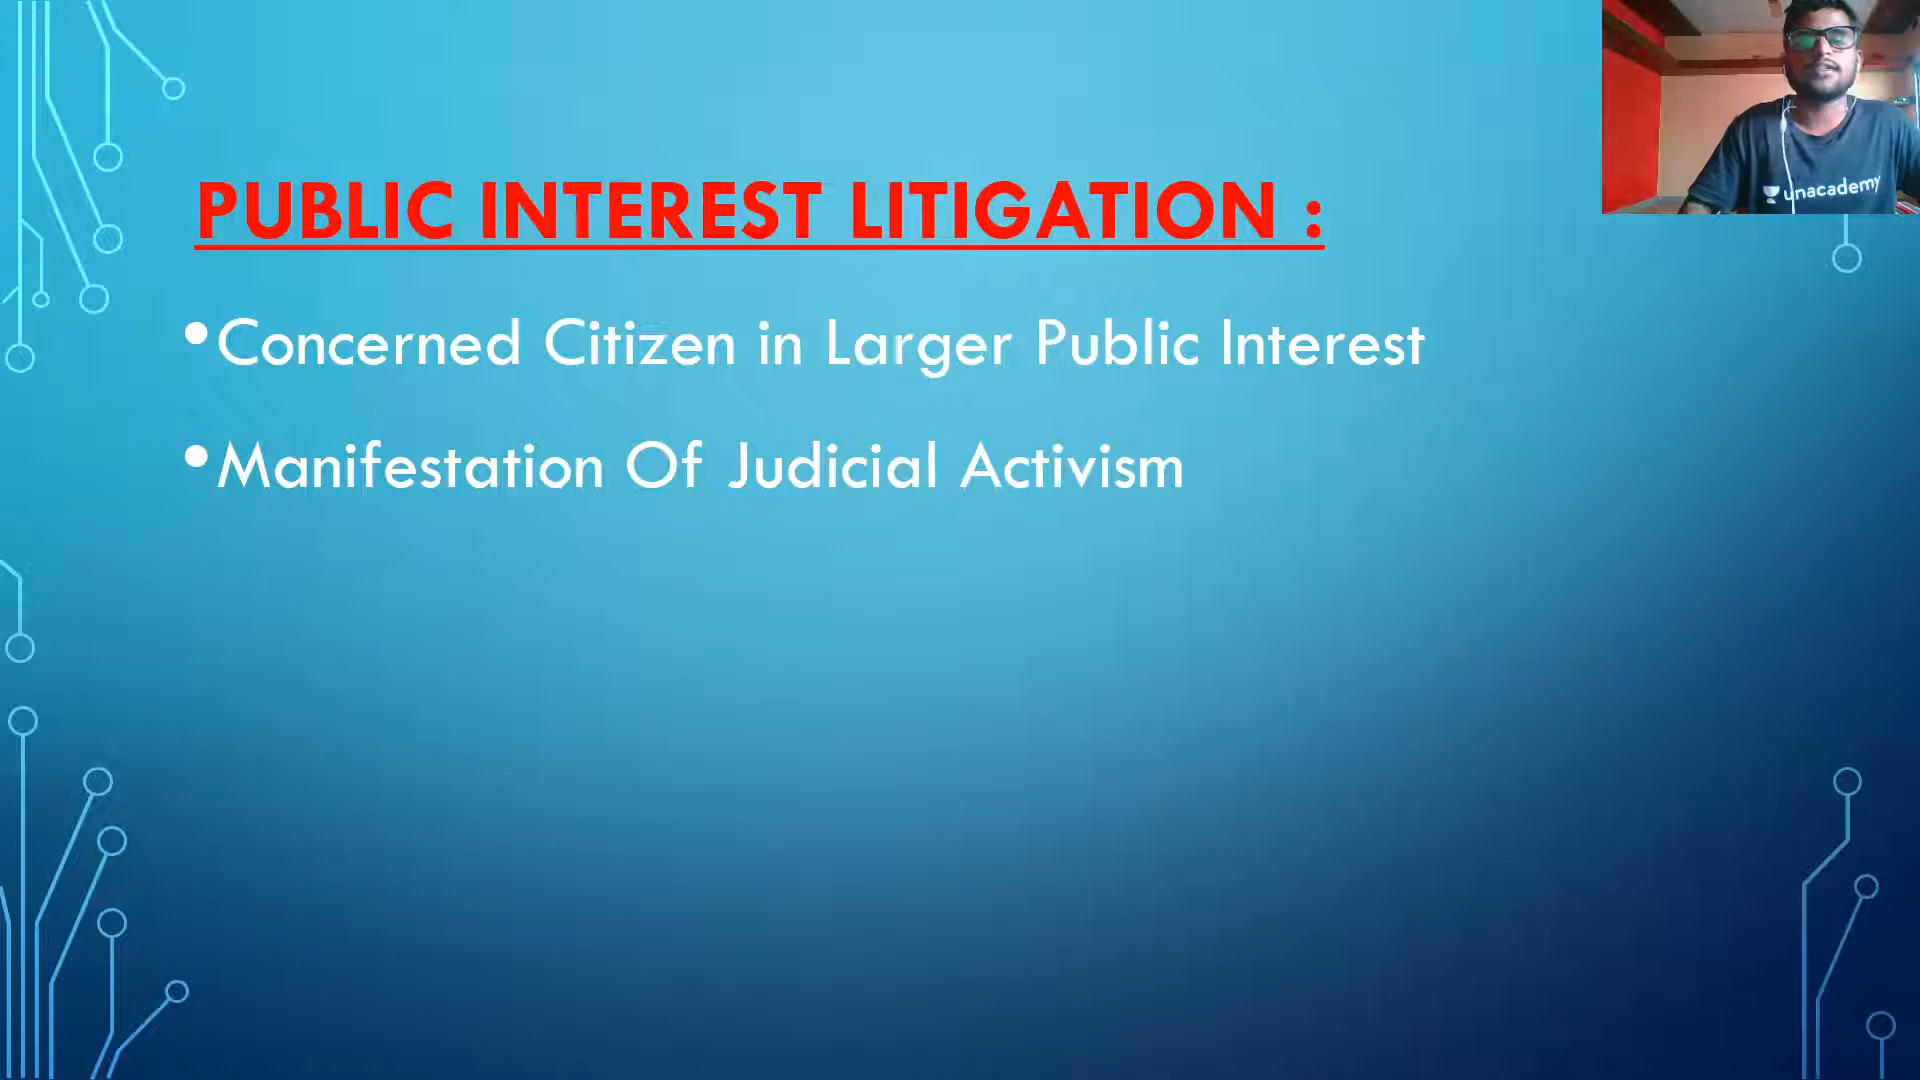 PUBLIC INTEREST LITIGATION :
•Concerned Citizen in Larger Public Interest
•Manifestation Of Judicial Activism
unacademy